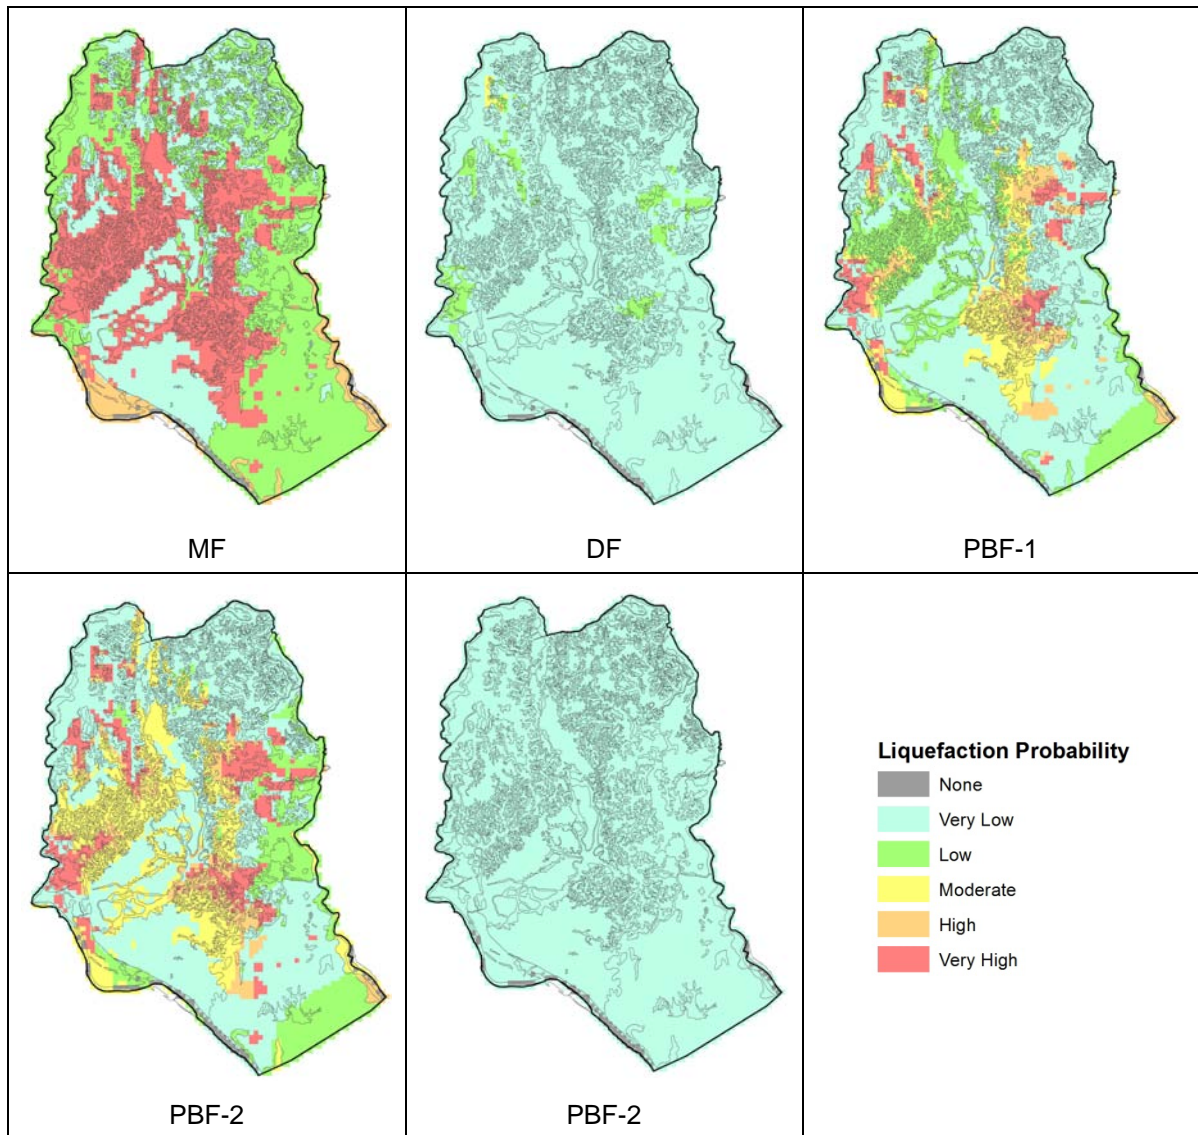 MF
DF
PBF-1
PBF-2
PBF-2
Liquefaction Probability
None
Very Low
Low
Moderate
High
Very High